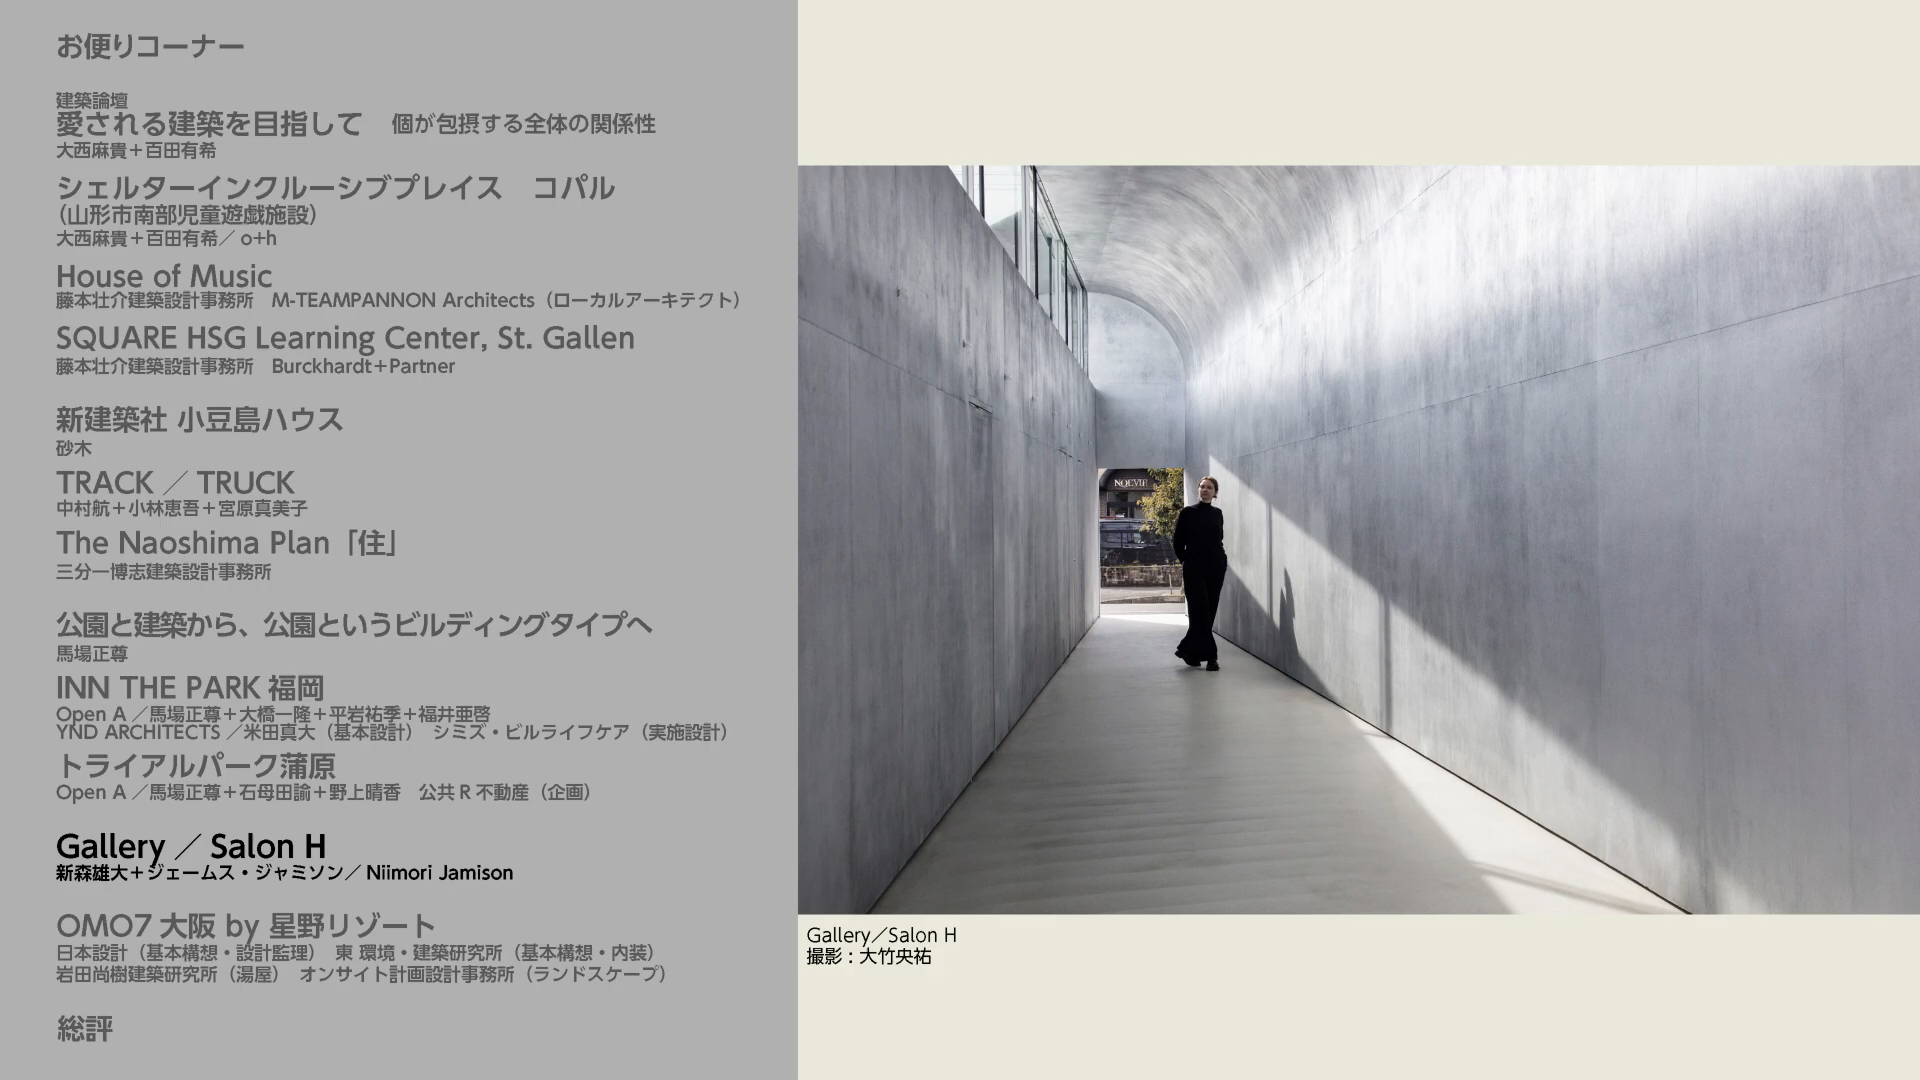 お便りコーナー
建築論壇
愛される建築を目指して　個が包摂する全体の関係性
大西麻貴＋百田有希
シェルターインクルーシブプレイス　コパル
（山形市南部児童遊戯施設）
大西麻貴＋百田有希／ o+h
House of Music
藤本壮介建築設計事務所　M-TEAMPANNON Architects（ローカルアーキテクト）
SQUARE HSG Learning Center, St. Gallen
藤本壮介建築設計事務所　Burckhardt＋Partner
新建築社 小豆島ハウス
砂木
TRACK ／ TRUCK
中村航＋小林恵吾＋宮原真美子
The Naoshima Plan「住」
三分一博志建築設計事務所
公園と建築から、公園というビルディングタイプへ
馬場正尊
INN THE PARK 福岡
Open A ／馬場正尊＋大橋一隆＋平岩祐季＋福井亜啓
YND ARCHITECTS ／米田真大（基本設計）　シミズ・ビルライフケア（実施設計）
トライアルパーク蒲原
Open A ／馬場正尊＋石母田諭＋野上晴香　公共 R 不動産（企画）
Gallery ／ Salon H
新森雄大＋ジェームス・ジャミソン／ Niimori Jamison
OMO7 大阪 by 星野リゾート
日本設計（基本構想・設計監理）　東 環境・建築研究所（基本構想・内装）
岩田尚樹建築研究所（湯屋）　オンサイト計画設計事務所（ランドスケープ）
総評
NOUVIE
Gallery／Salon H
撮影：大竹央祐